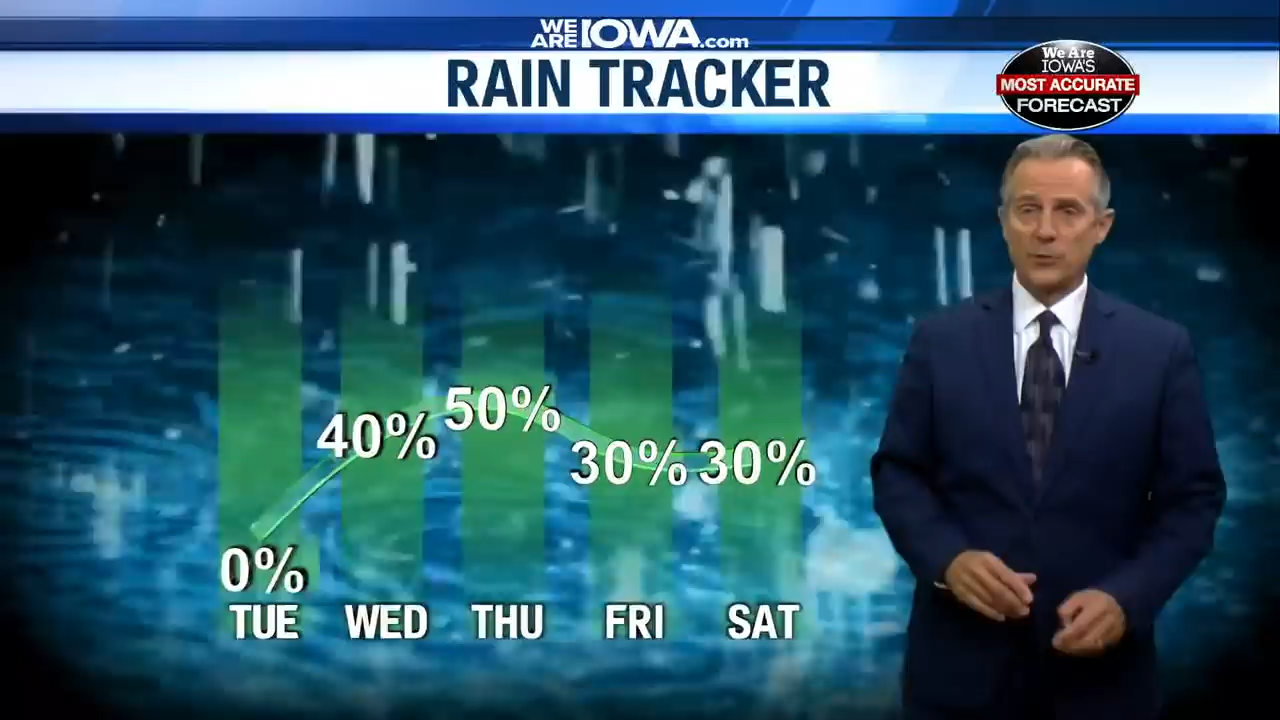 WE ARE IOWA.com
RAIN TRACKER
We Are
IOWA'S
MOST ACCURATE
FORECAST
0% 40% 50% 30% 30%
TUE WED THU FRI SAT